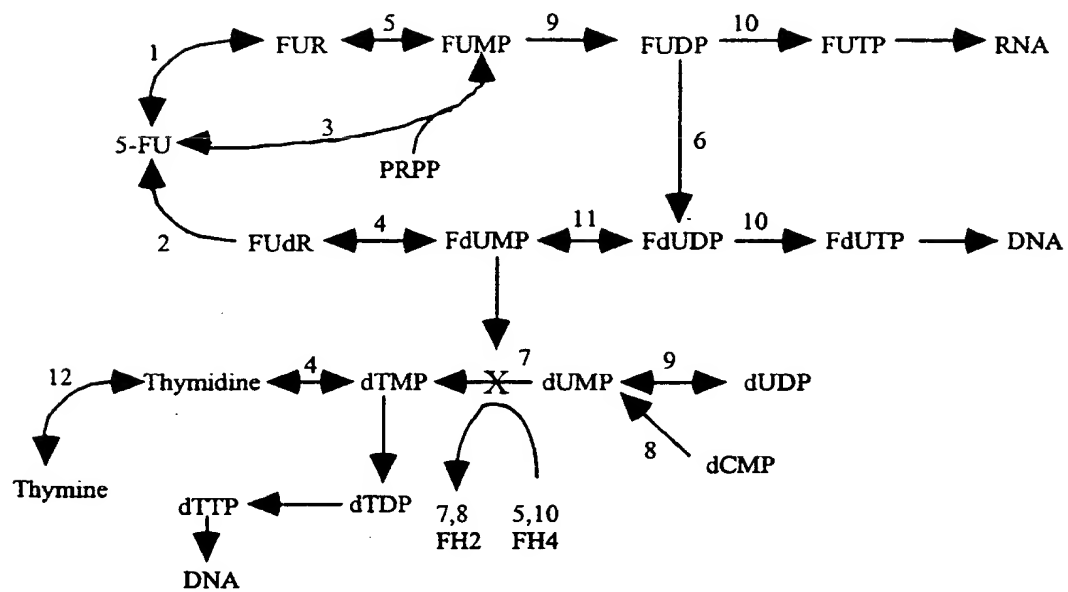 5 9 10
FUR FUMP FUDP FUTP RNA
1
3 6
5-FU
PRPP
4 11 10
2 FUdR FdUMP FdUDP FdUTP DNA
7
12 4 9
Thymidine dTMP X dUMP dUDP
8 dCMP
Thymine
dTTP dTDP 7,8 5,10
FH2 FH4
DNA